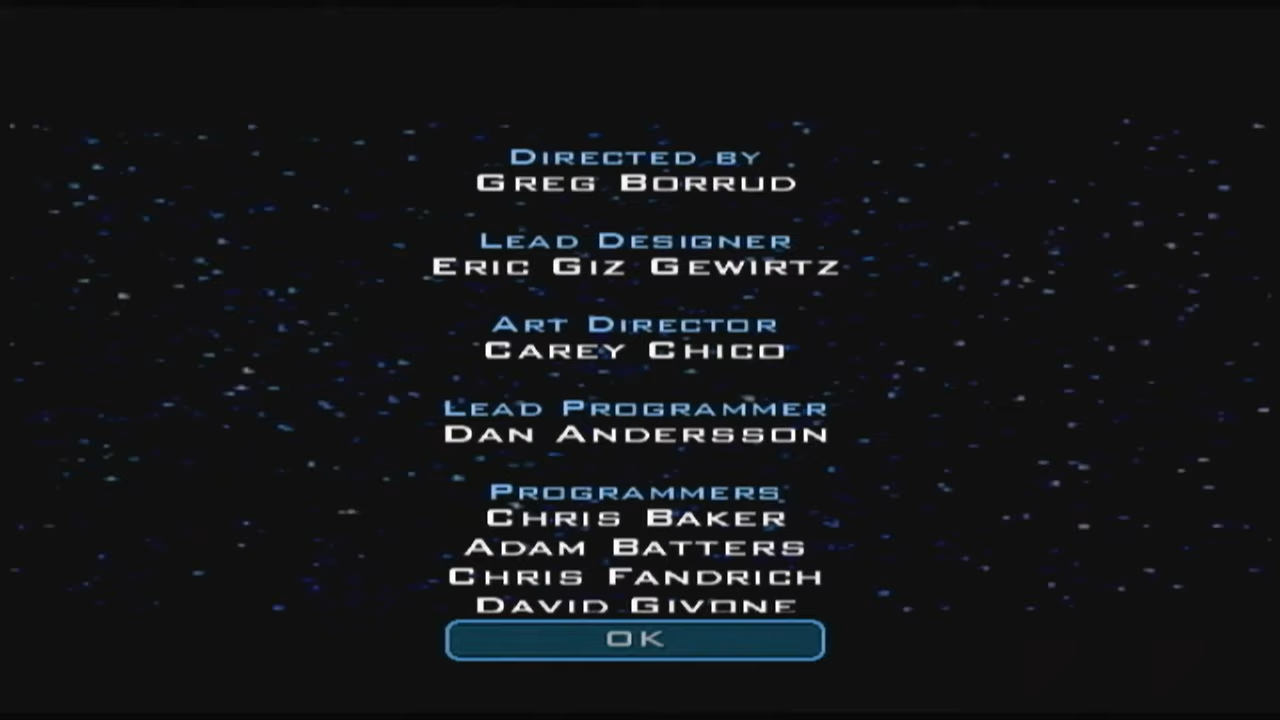 Directed by
Greg Borrud
Lead Designer
Eric Giz Gewirtz
Art Director
Carey Chico
Lead Programmer
Dan Andersson
Programmers
Chris Baker
Adam Batters
Chris Fandrich
David Givone
OK